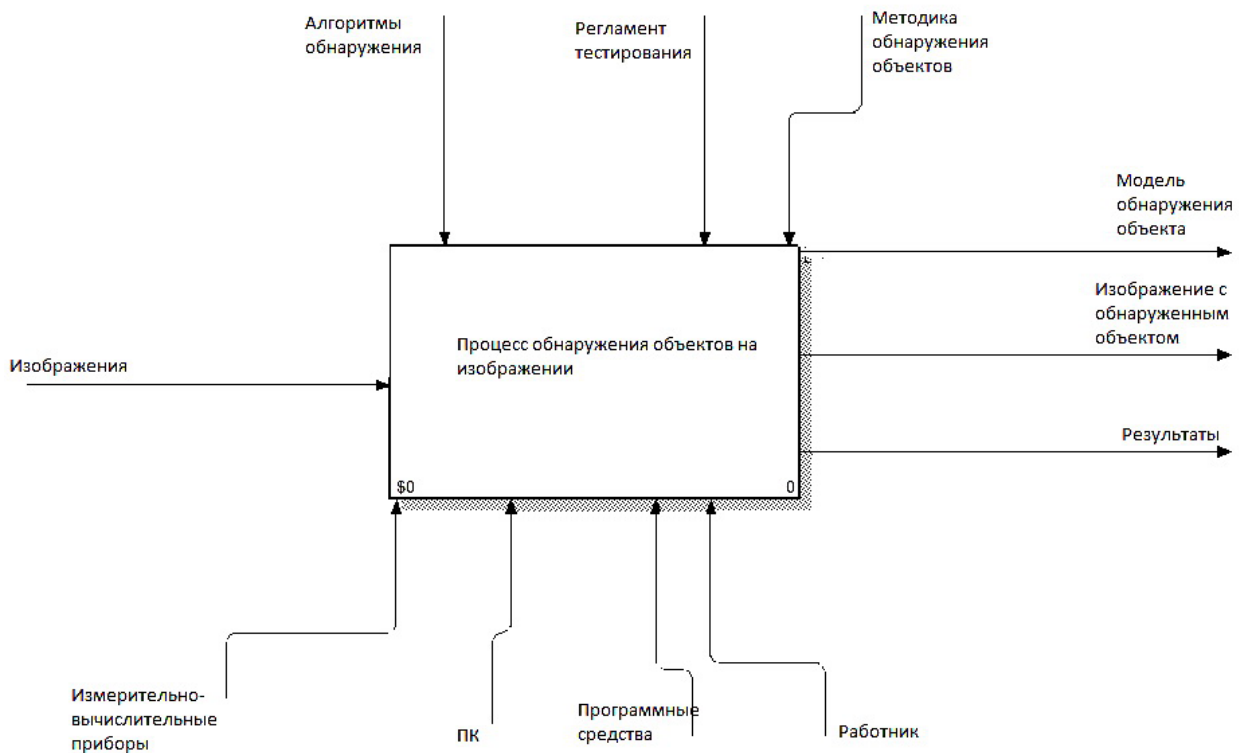 Алгоритмы
обнаружения
Регламент
тестирования
Методика
обнаружения
объектов
Модель
обнаружения
объекта
Изображение с
обнаруженным
объектом
Изображения
Процесс обнаружения объектов на
изображении
Результаты
$0
0
Измерительно-
вычислительные
приборы
ПК
Программные
средства
Работник